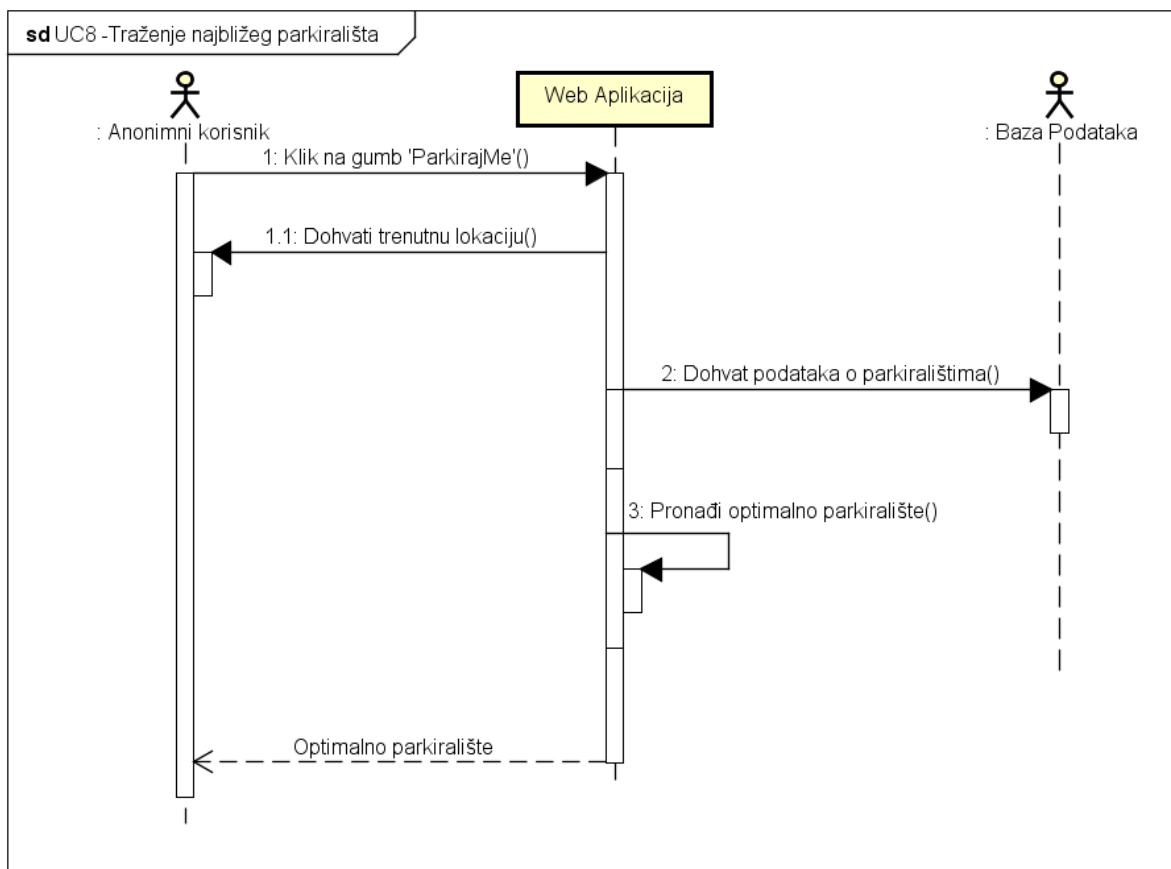 sd UC8 -Traženje najbližeg parkirališta
Web Aplikacija
: Anonimni korisnik
: Baza Podataka
1: Klik na gumb 'ParkirajMe'()
1.1: Dohvati trenutnu lokaciju()
2: Dohvat podataka o parkiralištima()
3: Pronađi optimalno parkiralište()
Optimalno parkiralište